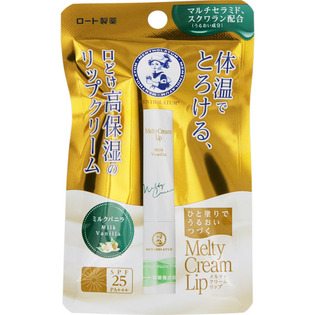 ロート製薬
マルチセラミド、
スクワラン配合
(うるおい成分)
体温で
とろける、
口どけ高保湿の
リップクリーム
MENTHOLATUM
Melty Cream
Lip
Milk
Vanilla
Melty
Cream
ミルクバニラ
Milk
Vanilla
SPF
25
PA+++
MENTHOLATUM
ひと塗りで
うるおい
つづく
Melty
Cream
Lip
メルティ
クリーム
リップ